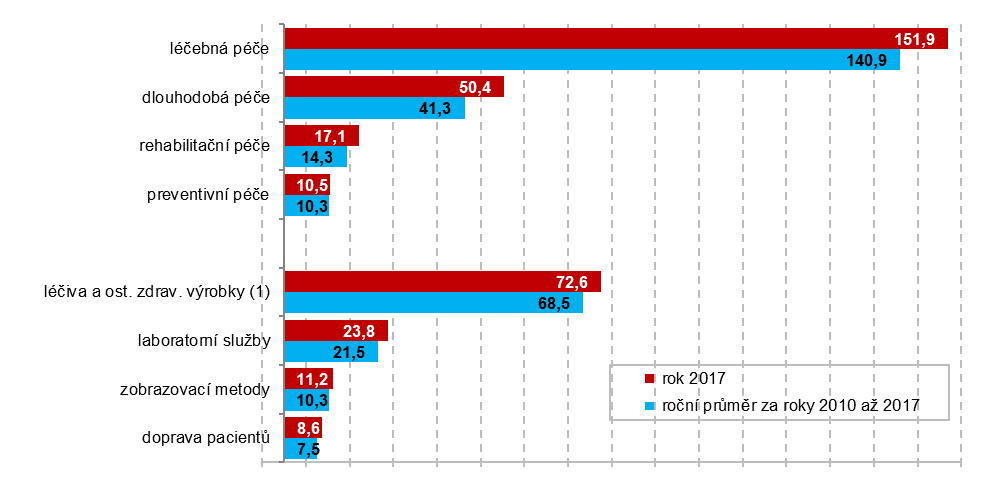 léčebná péče
151,9
140,9
dlouhodobá péče
50,4
41,3
rehabilitační péče
17,1
14,3
preventivní péče
10,5
10,3
léčiva a ost. zdrav. výrobky (1)
72,6
68,5
laboratorní služby
23,8
21,5
zobrazovací metody
11,2
10,3
doprava pacientů
8,6
7,5
rok 2017
roční průměr za roky 2010 až 2017